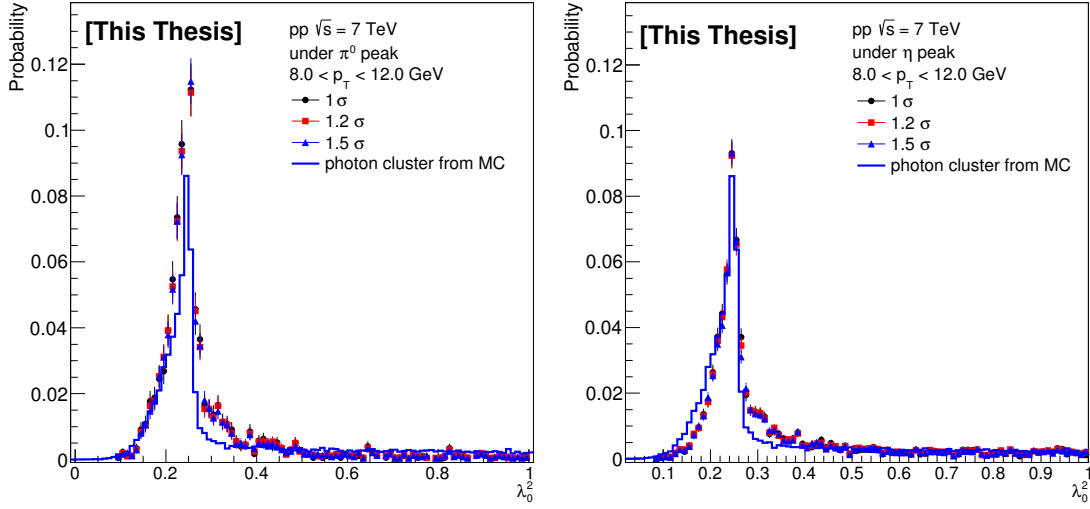 Probability
[This Thesis]
pp √s = 7 TeV
under π⁰ peak
8.0 < p_T < 12.0 GeV
1 σ
1.2 σ
1.5 σ
photon cluster from MC
0.12
0.1
0.08
0.06
0.04
0.02
0
0 0.2 0.4 0.6 0.8 1
λ₀²
Probability
[This Thesis]
pp √s = 7 TeV
under η peak
8.0 < p_T < 12.0 GeV
1 σ
1.2 σ
1.5 σ
photon cluster from MC
0.12
0.1
0.08
0.06
0.04
0.02
0
0.1 0.2 0.3 0.4 0.5 0.6 0.7 0.8 0.9 1
λ₀²